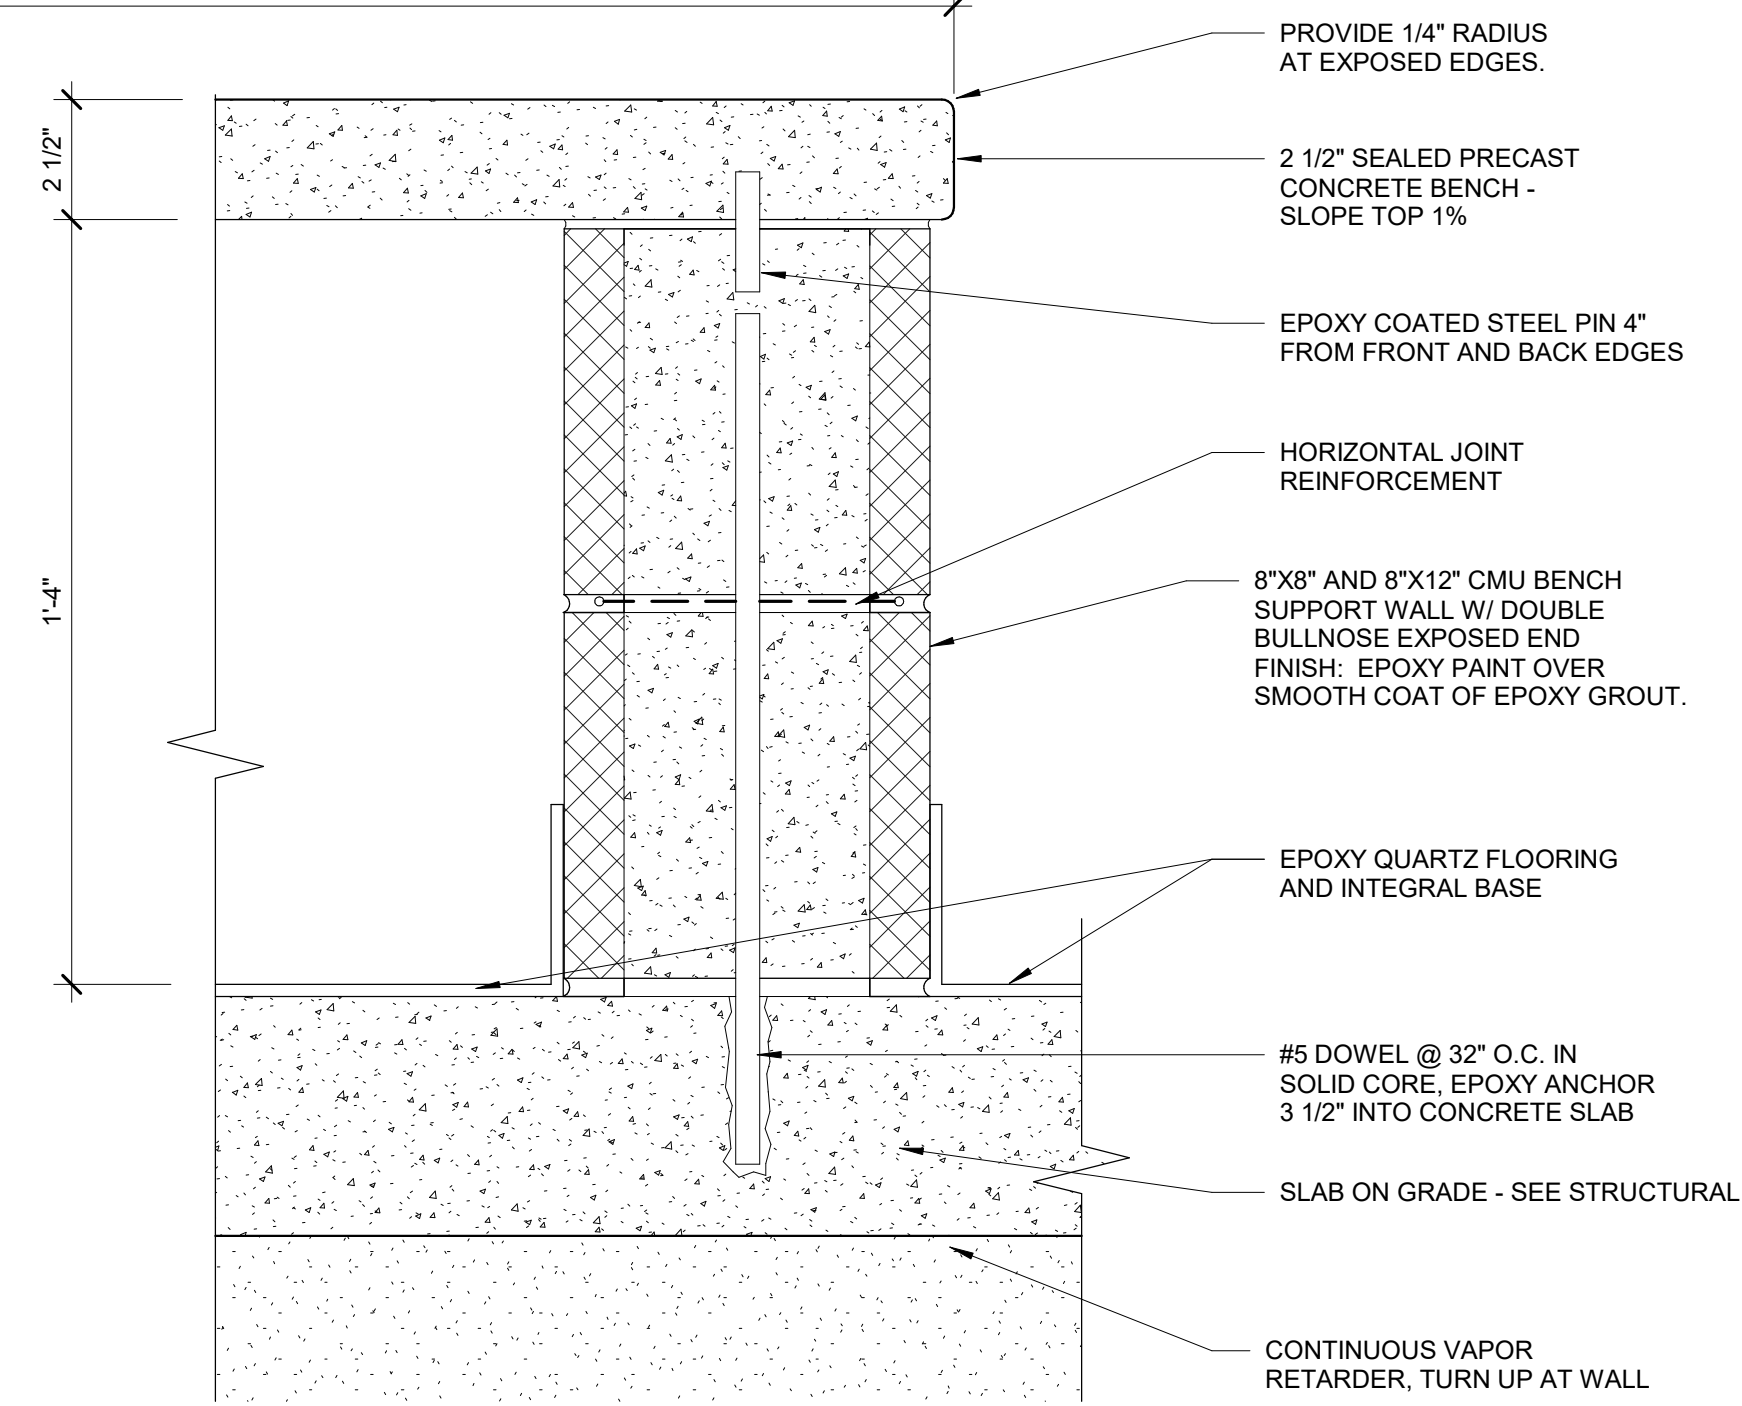 PROVIDE 1/4" RADIUS
AT EXPOSED EDGES.
2 1/2"
2 1/2" SEALED PRECAST
CONCRETE BENCH -
SLOPE TOP 1%
EPOXY COATED STEEL PIN 4"
FROM FRONT AND BACK EDGES
HORIZONTAL JOINT
REINFORCEMENT
1'-4"
8"X8" AND 8"X12" CMU BENCH
SUPPORT WALL W/ DOUBLE
BULLNOSE EXPOSED END
FINISH: EPOXY PAINT OVER
SMOOTH COAT OF EPOXY GROUT.
EPOXY QUARTZ FLOORING
AND INTEGRAL BASE
#5 DOWEL @ 32" O.C. IN
SOLID CORE, EPOXY ANCHOR
3 1/2" INTO CONCRETE SLAB
SLAB ON GRADE - SEE STRUCTURAL
CONTINUOUS VAPOR
RETARDER, TURN UP AT WALL